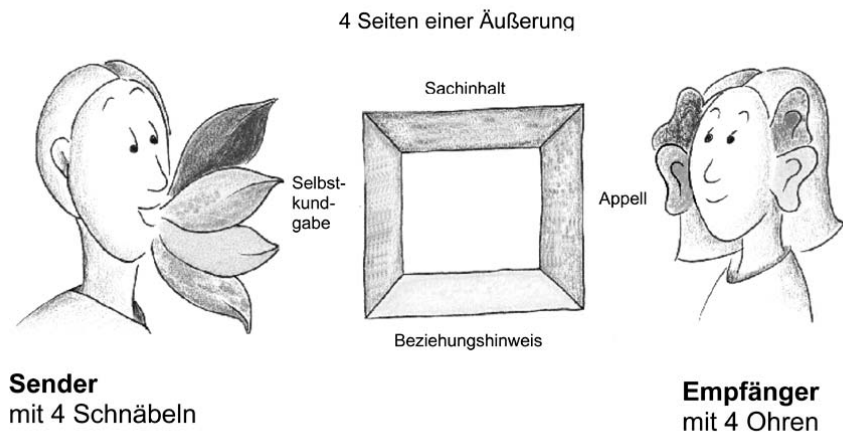 4 Seiten einer Äußerung
Sachinhalt
Selbst-
kund-
gabe
Appell
Beziehungshinweis
Sender
mit 4 Schnäbeln
Empfänger
mit 4 Ohren